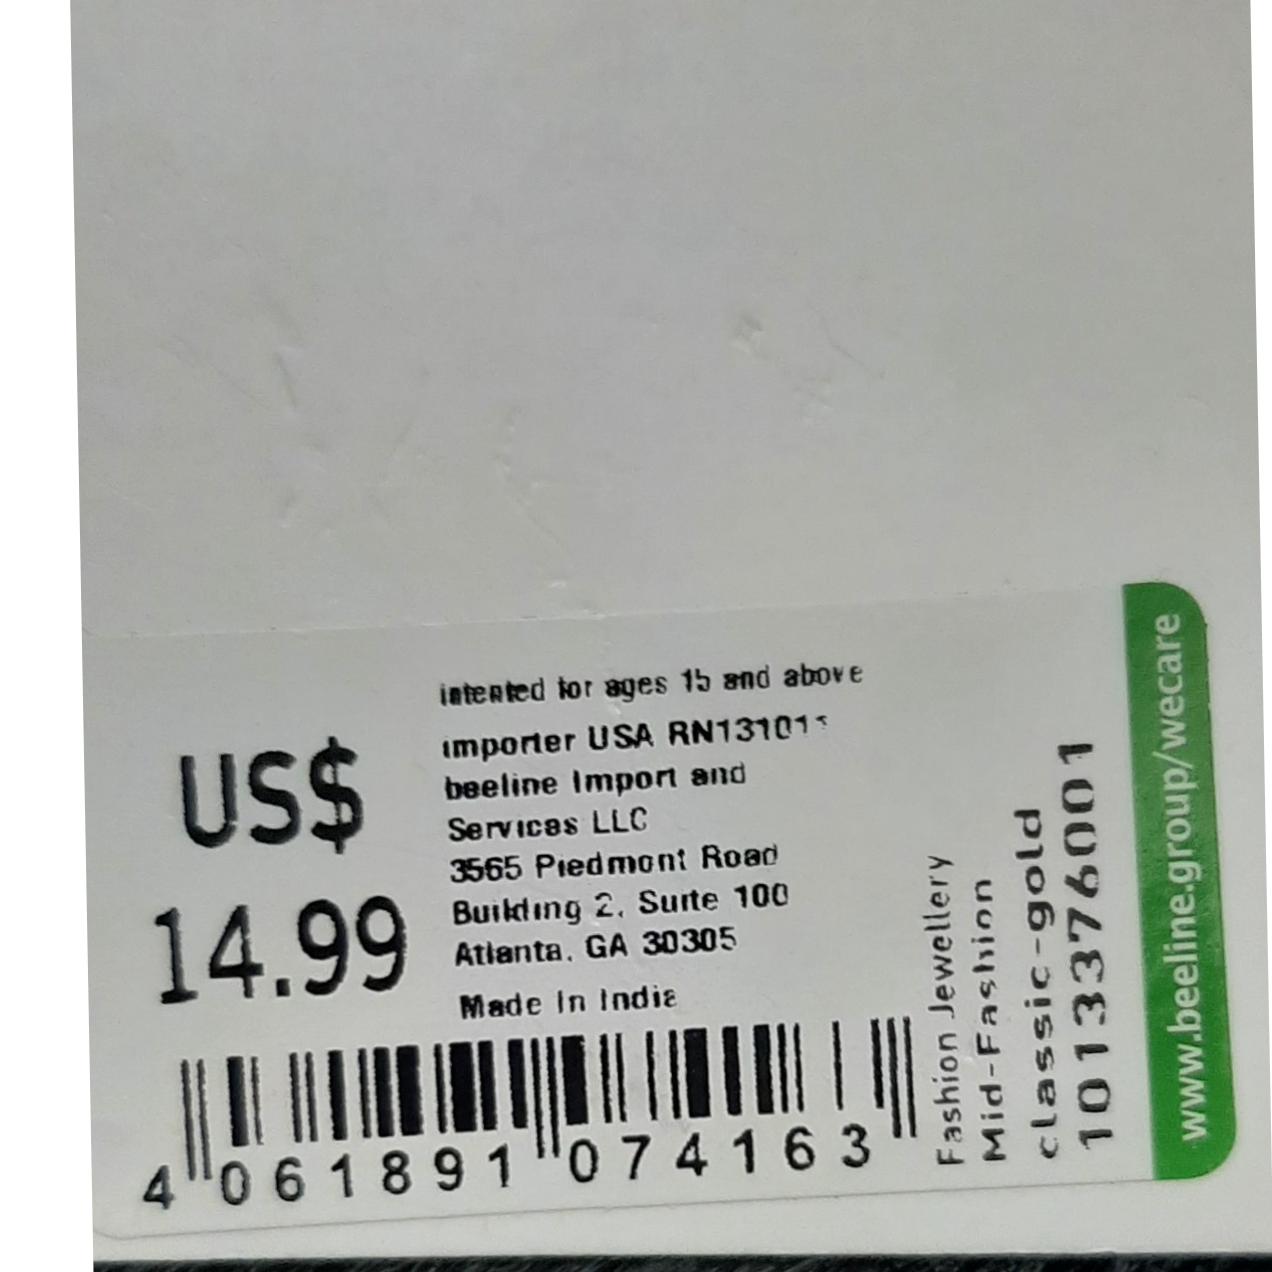 US$
14.99
intented for ages 15 and above
importer USA
beeline Import and
Services LLC
3565 Piedmont Road
Building 2, Suite 100
Atlanta, GA 30305
Made In India
4 061891 074163
Fashion Jewellery
Mid-Fashion
classic-gold
1013376001
www.beeline.group/wecare